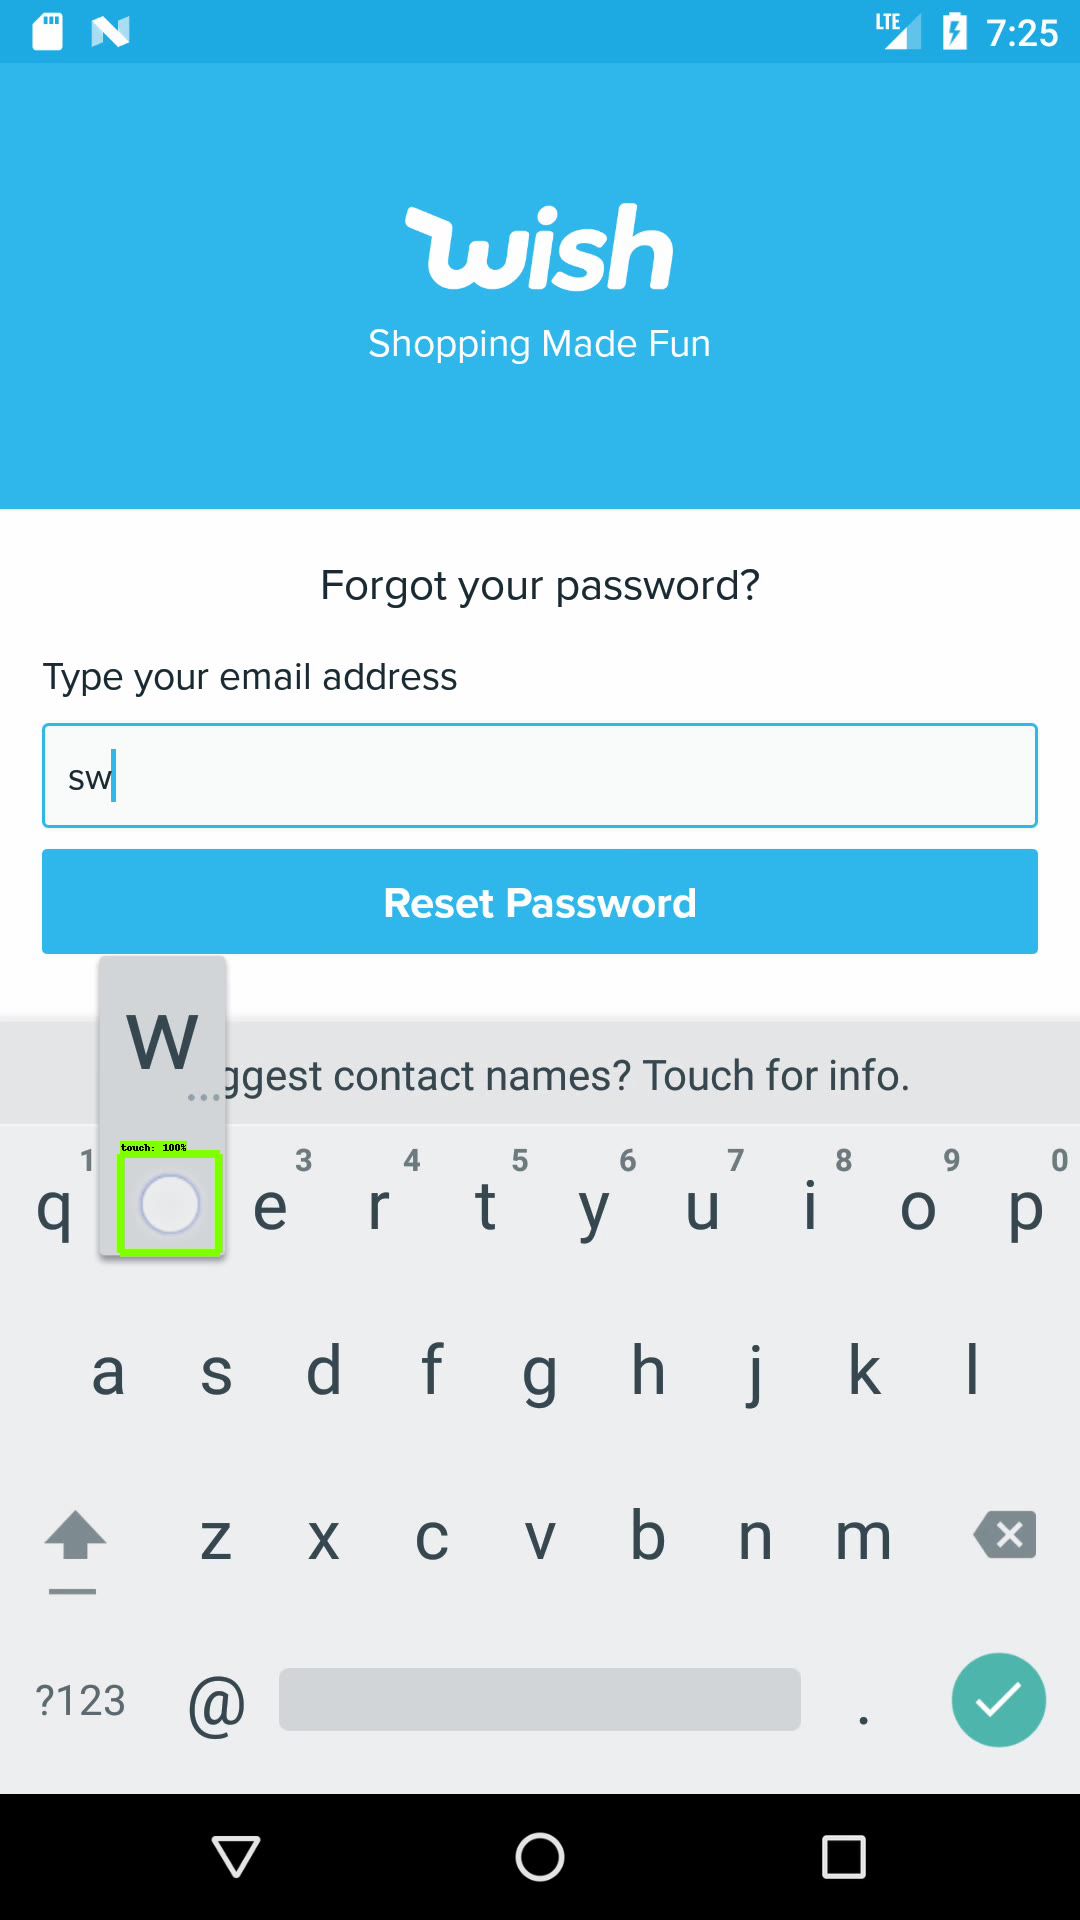 LTE 7:25
wish
Shopping Made Fun
Forgot your password?
Type your email address
sw
Reset Password
w
...
ggest contact names? Touch for info.
touch: 100%
1 3 4 5 6 7 8 9 0
q e r t y u i o p
a s d f g h j k l
z x c v b n m
?123 @ .